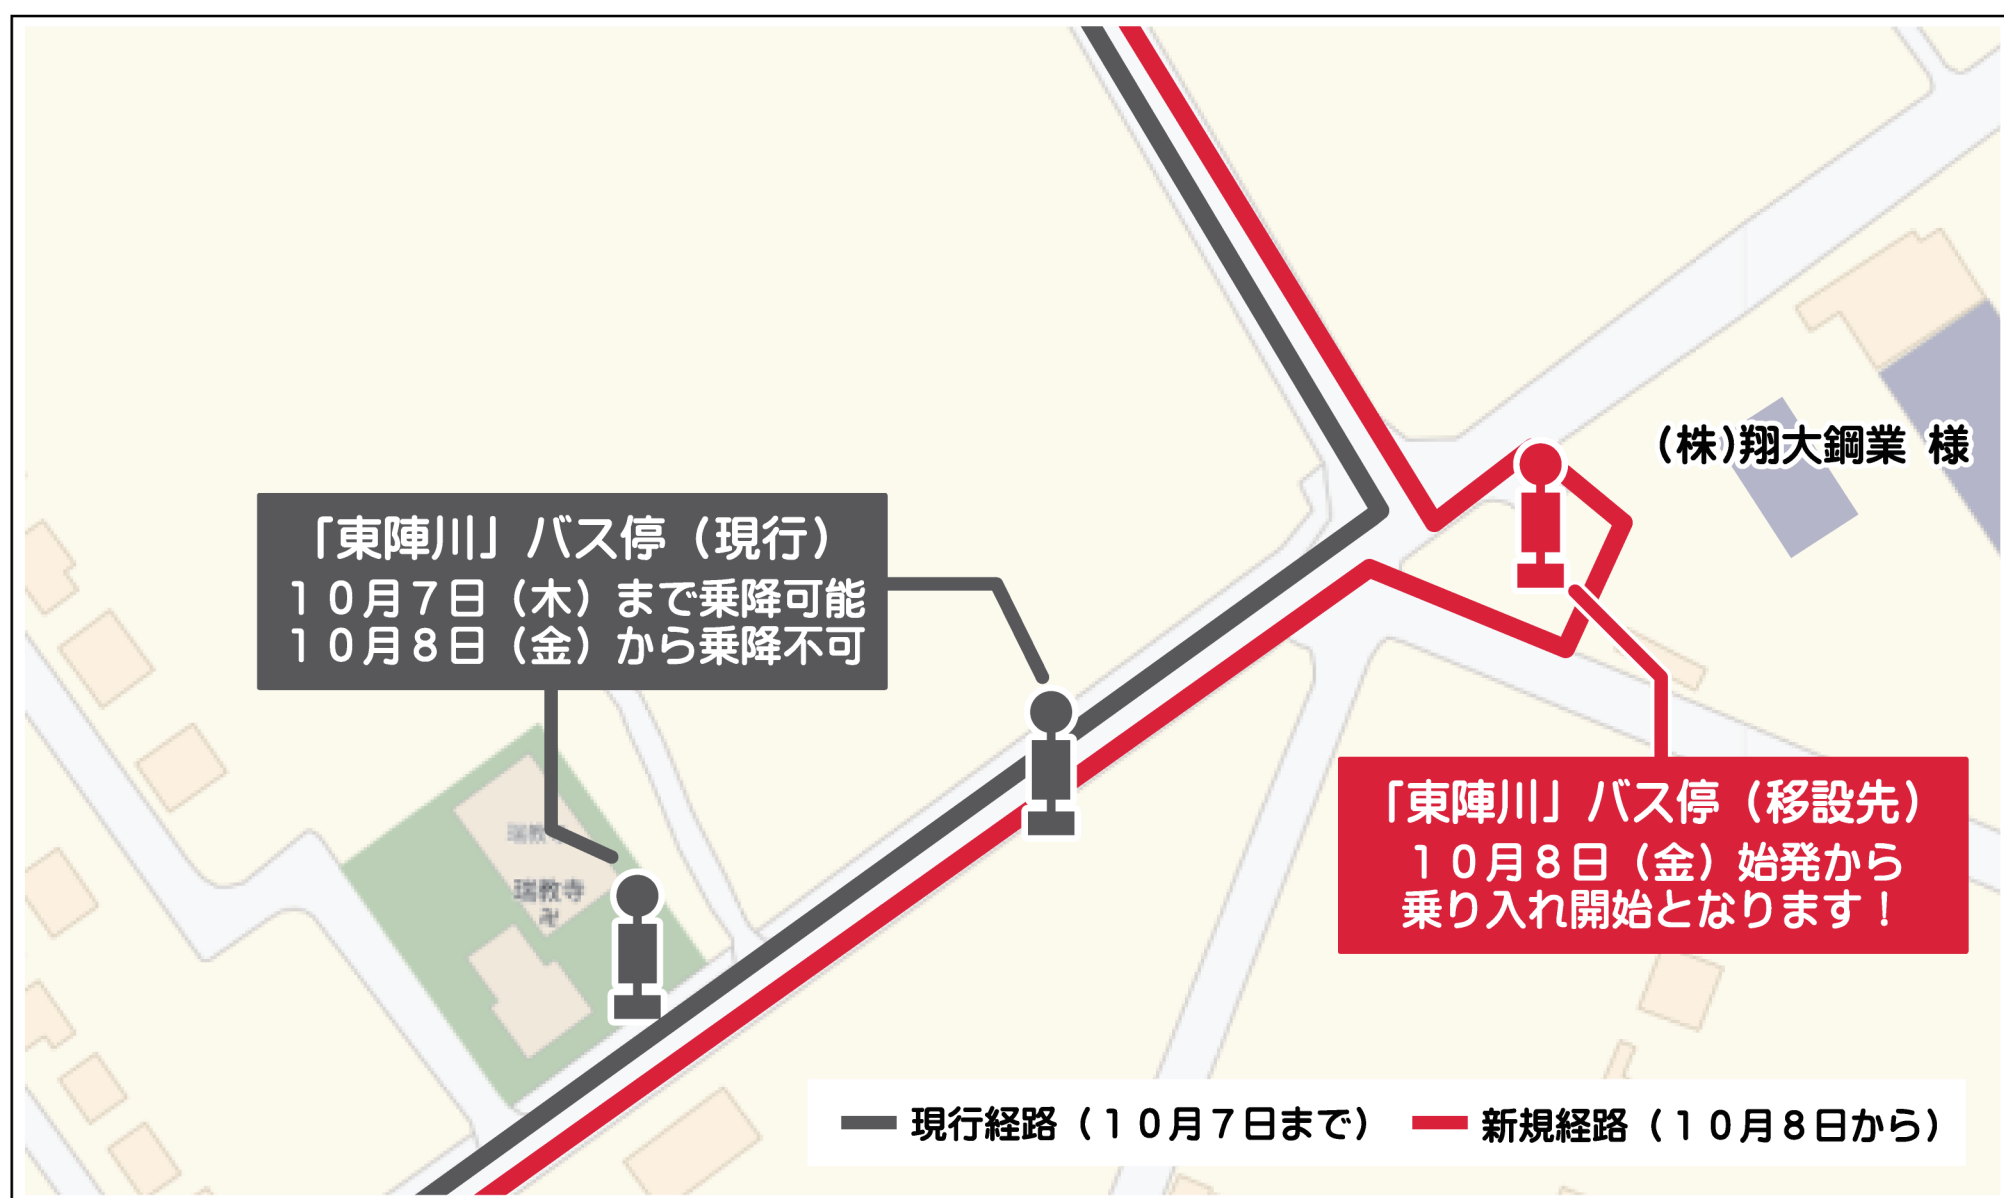 (株)翔大鋼業 様
「東陣川」バス停（現行）
１０月７日（木）まで乗降可能
１０月８日（金）から乗降不可
「東陣川」バス停（移設先）
１０月８日（金）始発から
乗り入れ開始となります！
瑞教寺
卍
現行経路（１０月７日まで）
新規経路（１０月８日から）